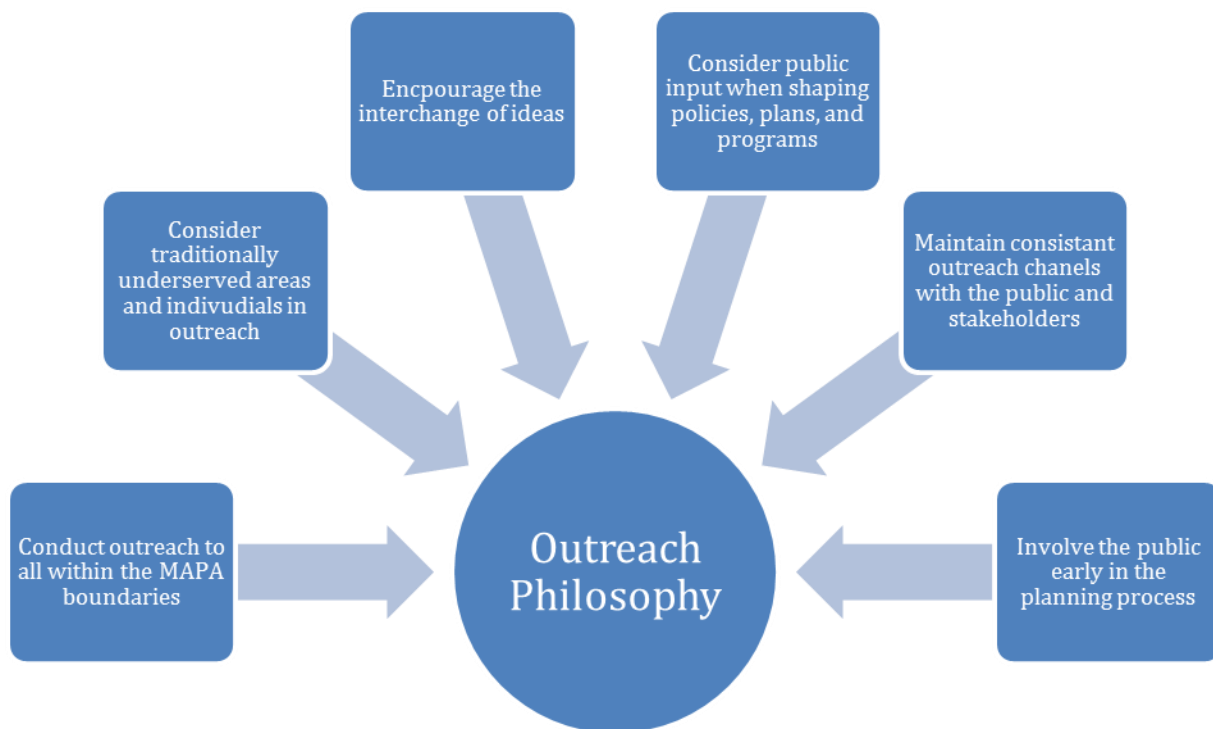 Encpourage the
interchange of ideas
Consider public
input when shaping
policies, plans, and
programs
Consider
traditionally
underserved areas
and indivudials in
outreach
Maintain consistant
outreach chanels
with the public and
stakeholders
Conduct outreach to
all within the MAPA
boundaries
Outreach
Philosophy
Involve the public
early in the
planning process